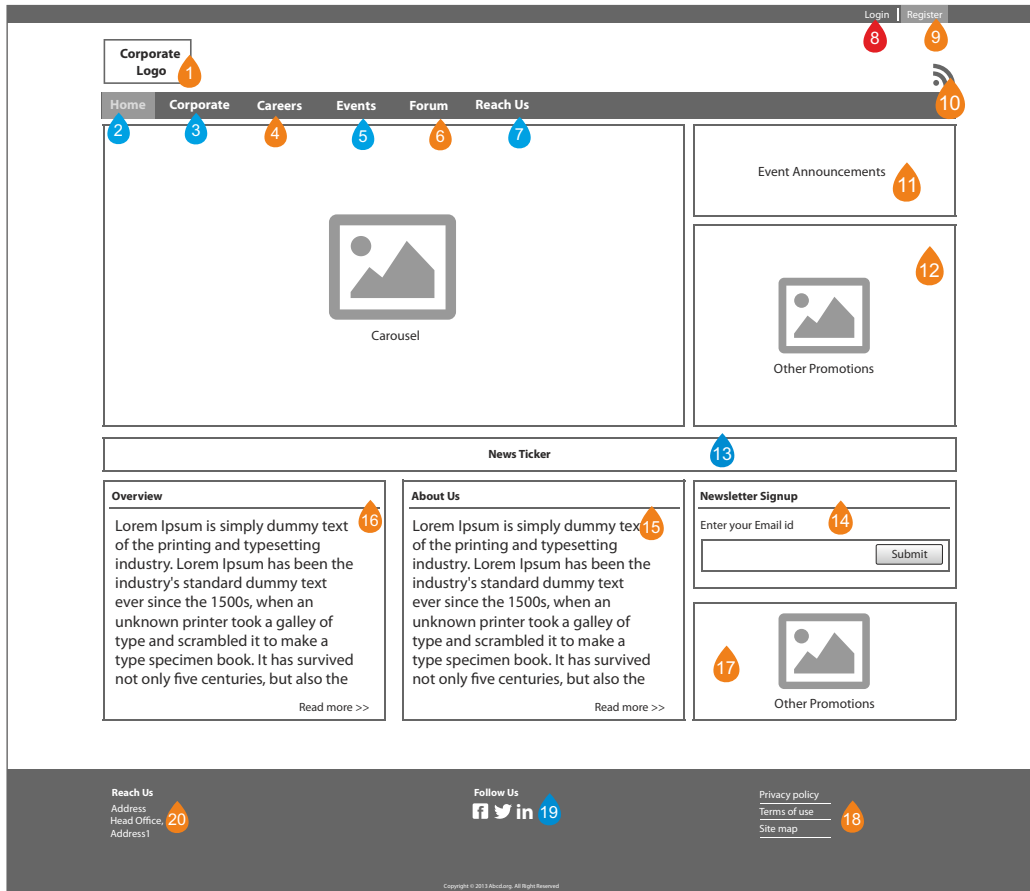 Login Register
8 9
Corporate
Logo
1
10
Home Corporate Careers Events Forum Reach Us
2 3 4 5 6 7
Event Announcements
11
12
Carousel
Other Promotions
News Ticker
13
Overview
16
Lorem Ipsum is simply dummy text
of the printing and typesetting
industry. Lorem Ipsum has been the
industry's standard dummy text
ever since the 1500s, when an
unknown printer took a galley of
type and scrambled it to make a
type specimen book. It has survived
not only five centuries, but also the
Read more >>
About Us
15
Lorem Ipsum is simply dummy tex
of the printing and typesetting
industry. Lorem Ipsum has been the
industry's standard dummy text
ever since the 1500s, when an
unknown printer took a galley of
type and scrambled it to make a
type specimen book. It has survived
not only five centuries, but also the
Read more >>
Newsletter Signup
14
Enter your Email id
Submit
17
Other Promotions
Reach Us
Address
Head Office,
Address1
20
Follow Us
f in 19
Privacy policy
Terms of use
Site map
18
Copyright © 2013 Abcd.org. All Right Reserved